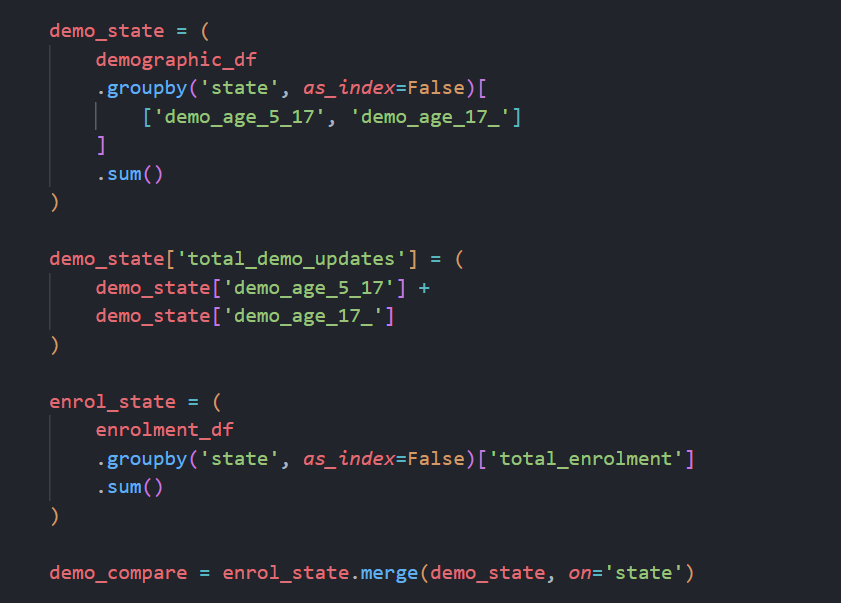 demo_state = (
    demographic_df
    .groupby('state', as_index=False)[
        ['demo_age_5_17', 'demo_age_17_']
    ]
    .sum()
)

demo_state['total_demo_updates'] = (
    demo_state['demo_age_5_17'] +
    demo_state['demo_age_17_']
)

enrol_state = (
    enrolment_df
    .groupby('state', as_index=False)['total_enrolment']
    .sum()
)

demo_compare = enrol_state.merge(demo_state, on='state')